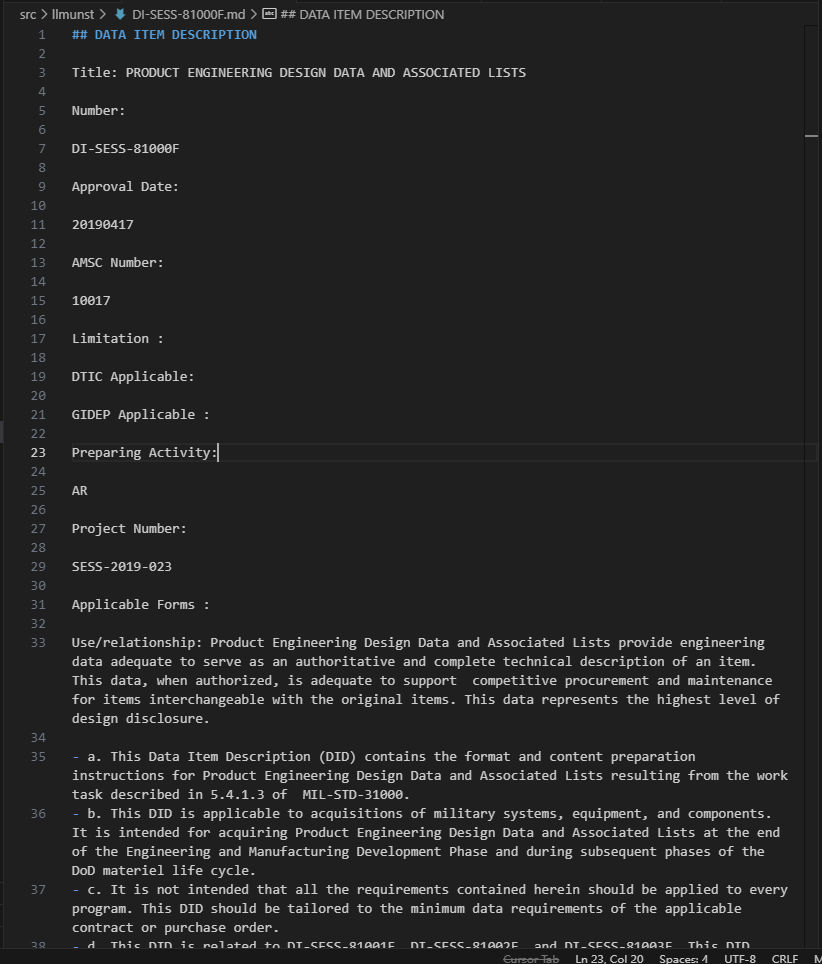 src > llmunst > DI-SESS-81000F.md > ## DATA ITEM DESCRIPTION
1 ## DATA ITEM DESCRIPTION
2
3 Title: PRODUCT ENGINEERING DESIGN DATA AND ASSOCIATED LISTS
4
5 Number:
6
7 DI-SESS-81000F
8
9 Approval Date:
10
11 20190417
12
13 AMSC Number:
14
15 10017
16
17 Limitation :
18
19 DTIC Applicable:
20
21 GIDEP Applicable :
22
23 Preparing Activity:
24
25 AR
26
27 Project Number:
28
29 SESS-2019-023
30
31 Applicable Forms :
32
33 Use/relationship: Product Engineering Design Data and Associated Lists provide engineering
data adequate to serve as an authoritative and complete technical description of an item.
This data, when authorized, is adequate to support  competitive procurement and maintenance
for items interchangeable with the original items. This data represents the highest level of
design disclosure.
34
35 - a. This Data Item Description (DID) contains the format and content preparation
instructions for Product Engineering Design Data and Associated Lists resulting from the work
task described in 5.4.1.3 of  MIL-STD-31000.
36 - b. This DID is applicable to acquisitions of military systems, equipment, and components.
It is intended for acquiring Product Engineering Design Data and Associated Lists at the end
of the Engineering and Manufacturing Development Phase and during subsequent phases of the
DoD materiel life cycle.
37 - c. It is not intended that all the requirements contained herein should be applied to every
program. This DID should be tailored to the minimum data requirements of the applicable
contract or purchase order.
38 - d. This DID is related to DI-SESS-81001F, DI-SESS-81002F, and DI-SESS-81003F. This DID
Cursor Tab Ln 23, Col 20 Spaces: 4 UTF-8 CRLF